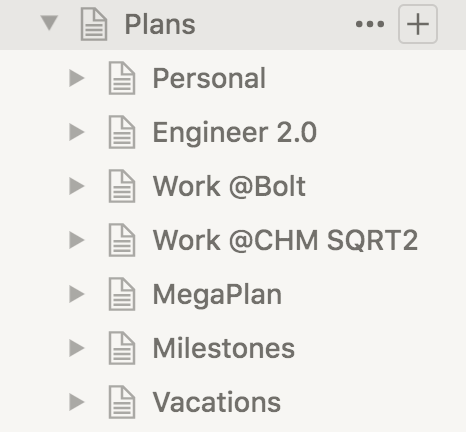 Plans
Personal
Engineer 2.0
Work @Bolt
Work @CHM SQRT2
MegaPlan
Milestones
Vacations